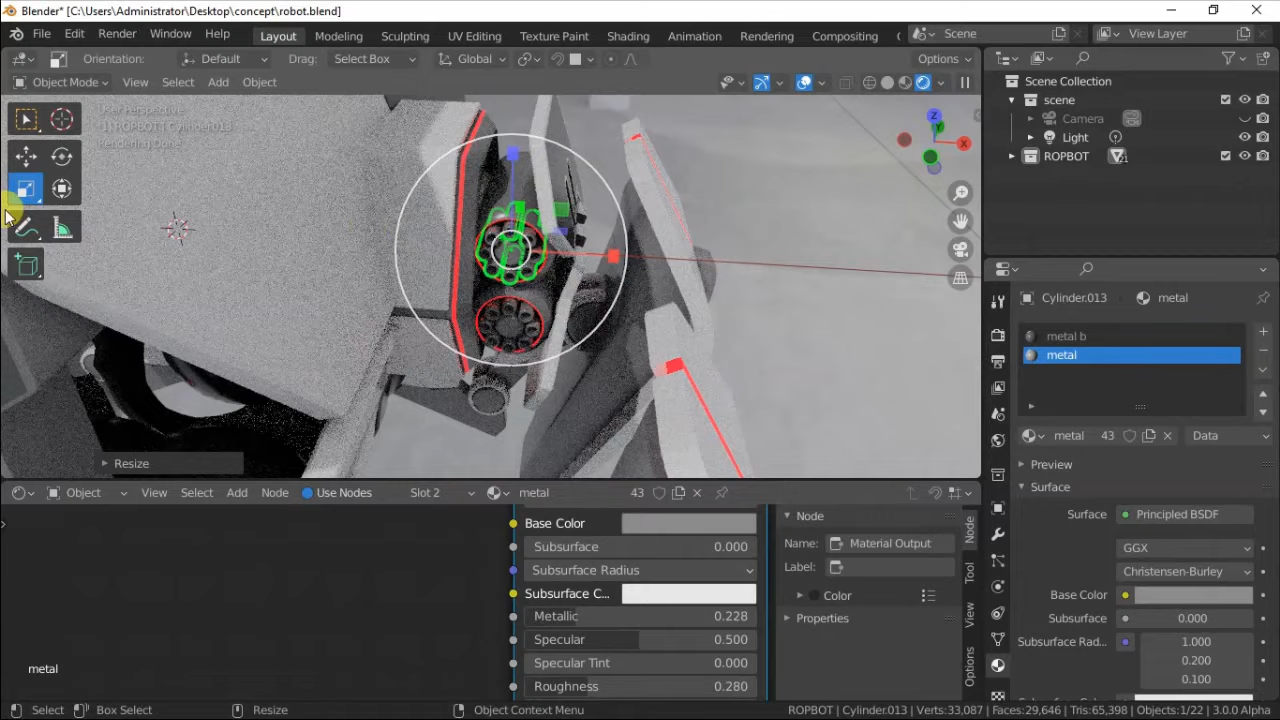 Blender* [C:\Users\Administrator\Desktop\concept\robot.blend]
File Edit Render Window Help Layout Modeling Sculpting UV Editing Texture Paint Shading Animation Rendering Compositing Scene View Layer
Orientation: Default Drag: Select Box Global Options
Object Mode View Select Add Object
User Perspective
(1) ROPBOT | Cylinder.013
Rendering Done
Z
Y
X
Resize
Scene Collection
scene
Camera
Light
ROPBOT 21
Cylinder.013 metal
metal b
metal
metal 43 Data
Preview
Surface
Surface Principled BSDF
GGX
Christensen-Burley
Base Color
Subsurface 0.000
Subsurface Rad... 1.000
0.200
0.100
Object View Select Add Node Use Nodes Slot 2 metal 43
Base Color
Subsurface 0.000
Subsurface Radius
Subsurface C...
Metallic 0.228
Specular 0.500
Specular Tint 0.000
Roughness 0.280
Node
Name: Material Output
Label:
Color
Properties
Node
Tool
View
Options
metal
Select Box Select Resize Object Context Menu ROPBOT | Cylinder.013 | Verts:33,087 | Faces:29,646 | Tris:65,398 | Objects:1/22 | 3.0.0 Alpha